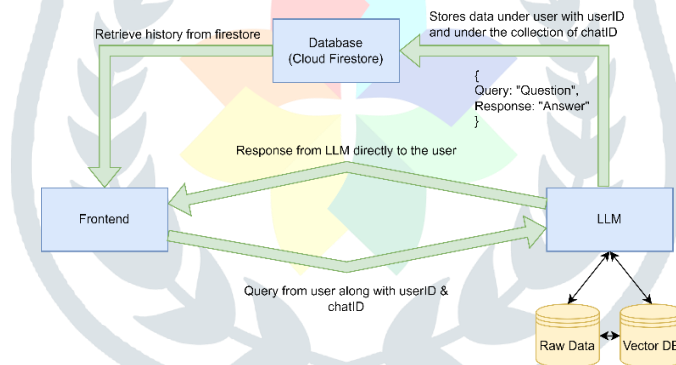 Stores data under user with userID
and under the collection of chatID
Retrieve history from firestore
Database
(Cloud Firestore)
{
Query: "Question",
Response: "Answer"
}
Response from LLM directly to the user
Frontend
LLM
Query from user along with userID &
chatID
Raw Data
Vector DB